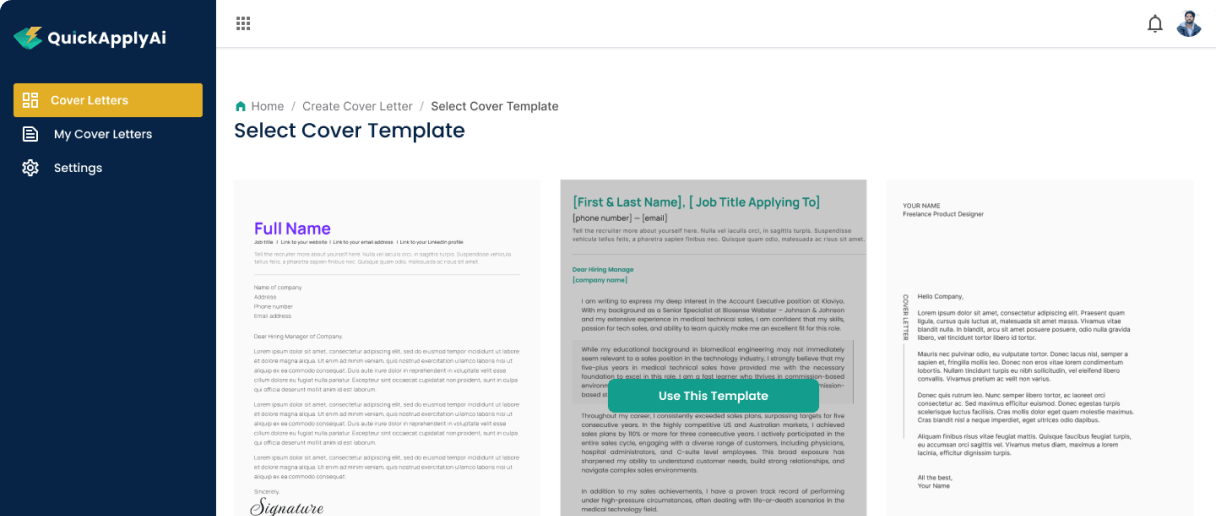 QuickApplyAi
Cover Letters
My Cover Letters
Settings
Home / Create Cover Letter / Select Cover Template
Select Cover Template
Full Name
Job title I Link to your website I Link to your email address I Link to your Linkedin profile
Tell the recruiter more about yourself here. Nulla vel iaculis orci, in sagittis turpis. Suspendisse vehicula
tellus felis, a pharetra sapien finibus nec. Quisque quam odio, malesuada ac risus sit amet.
Name of company
Address
Phone number
Email address
Dear Hiring Manager of Company,
Lorem ipsum dolor sit amet, consectetur adipiscing elit, sed do eiusmod tempor incididunt ut labore
et dolore magna aliqua. Ut enim ad minim veniam, quis nostrud exercitation ullamco laboris nisi ut
aliquip ex ea commodo consequat. Duis aute irure dolor in reprehenderit in voluptate velit esse
cillum dolore eu fugiat nulla pariatur. Excepteur sint occaecat cupidatat non proident, sunt in culpa
qui officia deserunt mollit anim id est laborum
Lorem ipsum dolor sit amet, consectetur adipiscing elit, sed do eiusmod tempor incididunt ut labore
et dolore magna aliqua. Ut enim ad minim veniam, quis nostrud exercitation ullamco laboris nisi ut
aliquip ex ea commodo consequat. Duis aute irure dolor in reprehenderit in voluptate velit esse
cillum dolore eu fugiat nulla pariatur. Excepteur sint occaecat cupidatat non proident, sunt in culpa
qui officia deserunt mollit anim id est laborum.
Lorem ipsum dolor sit amet, consectetur adipiscing elit, sed do eiusmod tempor incididunt ut labore
et dolore magna aliqua. Ut enim ad minim veniam, quis nostrud exercitation ullamco laboris nisi ut
aliquip ex ea commodo consequat.
Sincerely,
Signature
[First & Last Name], [ Job Title Applying To]
[phone number] — [email]
Tell the recruiter more about yourself here. Nulla vel iaculis orci, in sagittis turpis. Suspendisse
vehicula tellus felis, a pharetra sapien finibus nec. Quisque quam odio, malesuada ac risus sit amet.
Dear Hiring Manage
[company name]
I am writing to express my deep interest in the Account Executive position at Klaviyo.
With my background as a Senior Specialist at Biosense Webster - Johnson & Johnson
and my extensive experience in medical technical sales, I am confident that my skills,
passion for tech sales, and ability to learn quickly make me an excellent fit for this role.
While my educational background in biomedical engineering may not immediately
seem relevant to a sales position in the technology industry, I strongly believe that my
five-plus years in medical technical sales have provided me with the necessary
foundation to excel in this role. I am a fast learner who thrives in commission-based
Use This Template
Throughout my career, I consistently exceeded sales plans, surpassing targets for five
consecutive years. In the highly competitive US and Australian markets, I achieved
sales plans by 110% or more for three consecutive years. I actively participated in the
entire sales cycle, engaging with a diverse range of customers, including physicians,
hospital administrators, and C-suite level employees. This broad exposure has
sharpened my ability to understand customer needs, build strong relationships, and
navigate complex sales environments.
In addition to my sales achievements, I have a proven track record of performing
under high-pressure circumstances, often dealing with life-or-death scenarios in the
medical technology field.
YOUR NAME
Freelance Product Designer
COVER LETTER
Hello Company,
Lorem ipsum dolor sit amet, consectetur adipiscing elit. Praesent quam
ligula, cursus quis luctus at, malesuada sit amet massa. Vivamus vitae
blandit nulla. In blandit, arcu sit amet posuere posuere, odio nulla gravida
libero, vel tincidunt tortor libero id tortor.
Mauris nec pulvinar odio, eu vulputate tortor. Donec lacus nisl, semper a
sapien et, fringilla mollis leo. Donec non eros vitae lorem condimentum
lobortis. Nullam tincidunt turpis eu nibh sollicitudin, vel eleifend libero
convallis. Vivamus pretium ac velit non varius.
Donec quis rutrum leo. Nunc semper libero tortor, ac laoreet orci
consectetur ac. Sed maximus efficitur euismod. Donec egestas turpis
scelerisque luctus facilisis. Cras mollis dolor eget quam molestie maximus.
Cras blandit nisl a neque imperdiet, eget ultrices odio dapibus.
Aliquam finibus risus vitae feugiat mattis. Quisque faucibus feugiat turpis,
eu accumsan orci sagittis vel. Vivamus vitae diam, maximus a lorem
lacinia, efficitur dignissim turpis.
All the best,
Your Name